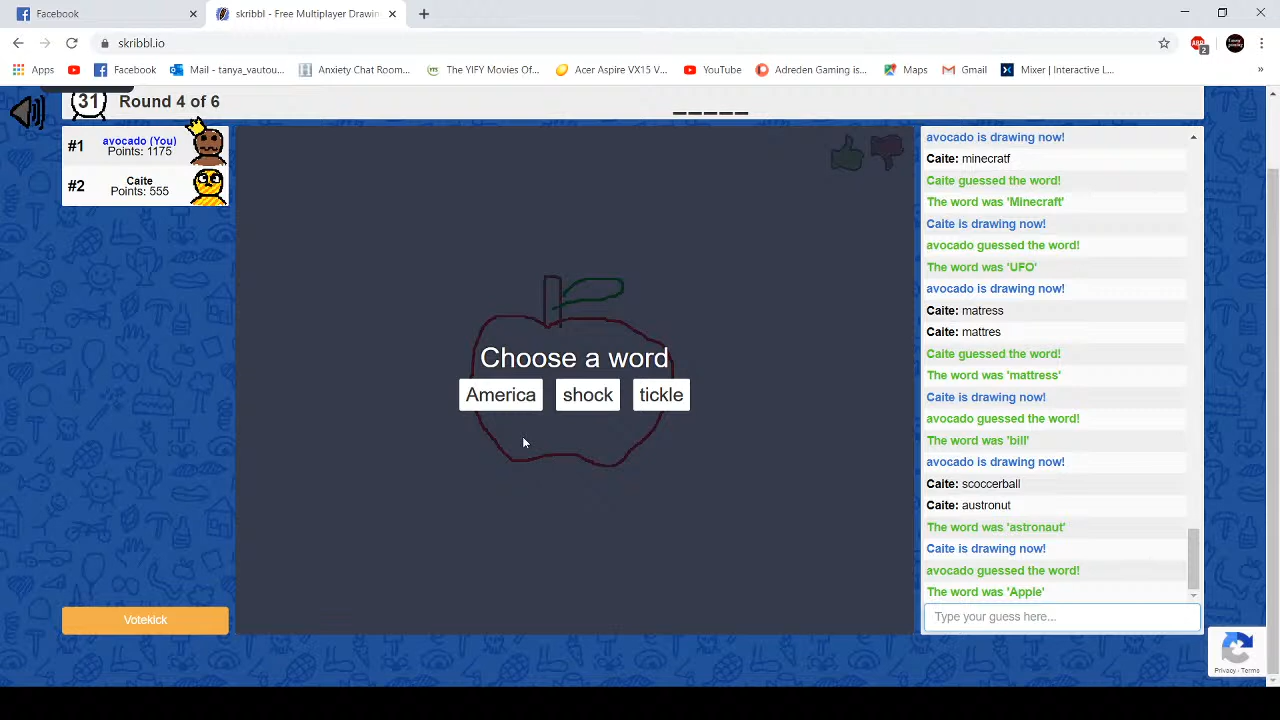 Facebook
skribbl - Free Multiplayer Drawin
skribbl.io
Apps
Facebook
Mail - tanya_vautou...
Anxiety Chat Room...
The YIFY Movies Of...
Acer Aspire VX15 V...
YouTube
Adreden Gaming is...
Maps
Gmail
Mixer | Interactive L...
ABP
2
31
Round 4 of 6
_ _ _ _ _
#1
avocado (You)
Points: 1175
#2
Caite
Points: 555
Choose a word
America
shock
tickle
Votekick
avocado is drawing now!
Caite: minecratf
Caite guessed the word!
The word was 'Minecraft'
Caite is drawing now!
avocado guessed the word!
The word was 'UFO'
avocado is drawing now!
Caite: matress
Caite: mattres
Caite guessed the word!
The word was 'mattress'
Caite is drawing now!
avocado guessed the word!
The word was 'bill'
avocado is drawing now!
Caite: scoccerball
Caite: austronut
The word was 'astronaut'
Caite is drawing now!
avocado guessed the word!
The word was 'Apple'
Type your guess here...
Privacy - Terms